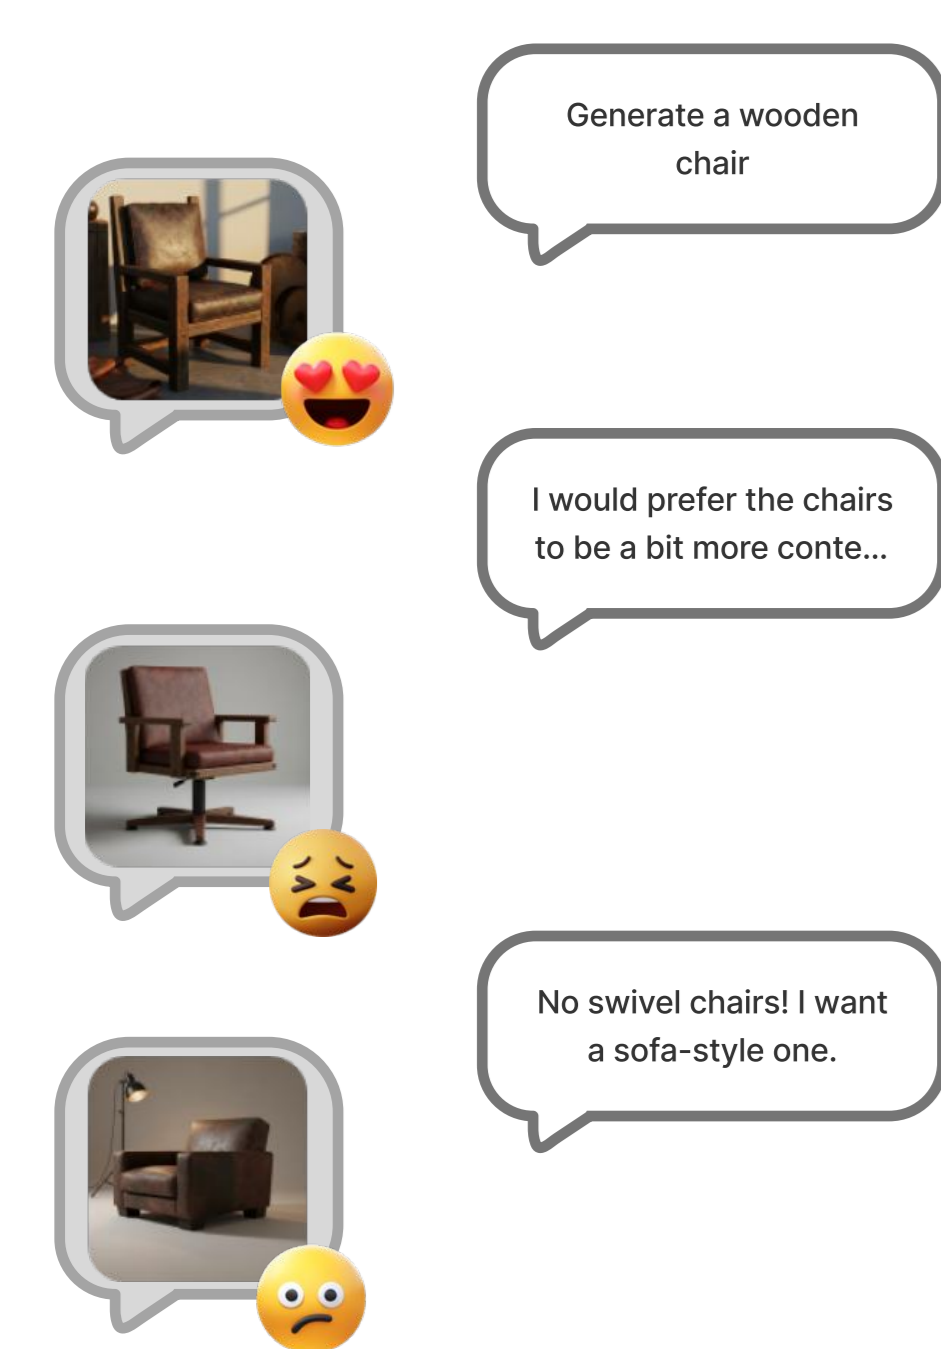 Generate a wooden
chair
I would prefer the chairs
to be a bit more conte...
No swivel chairs! I want
a sofa-style one.